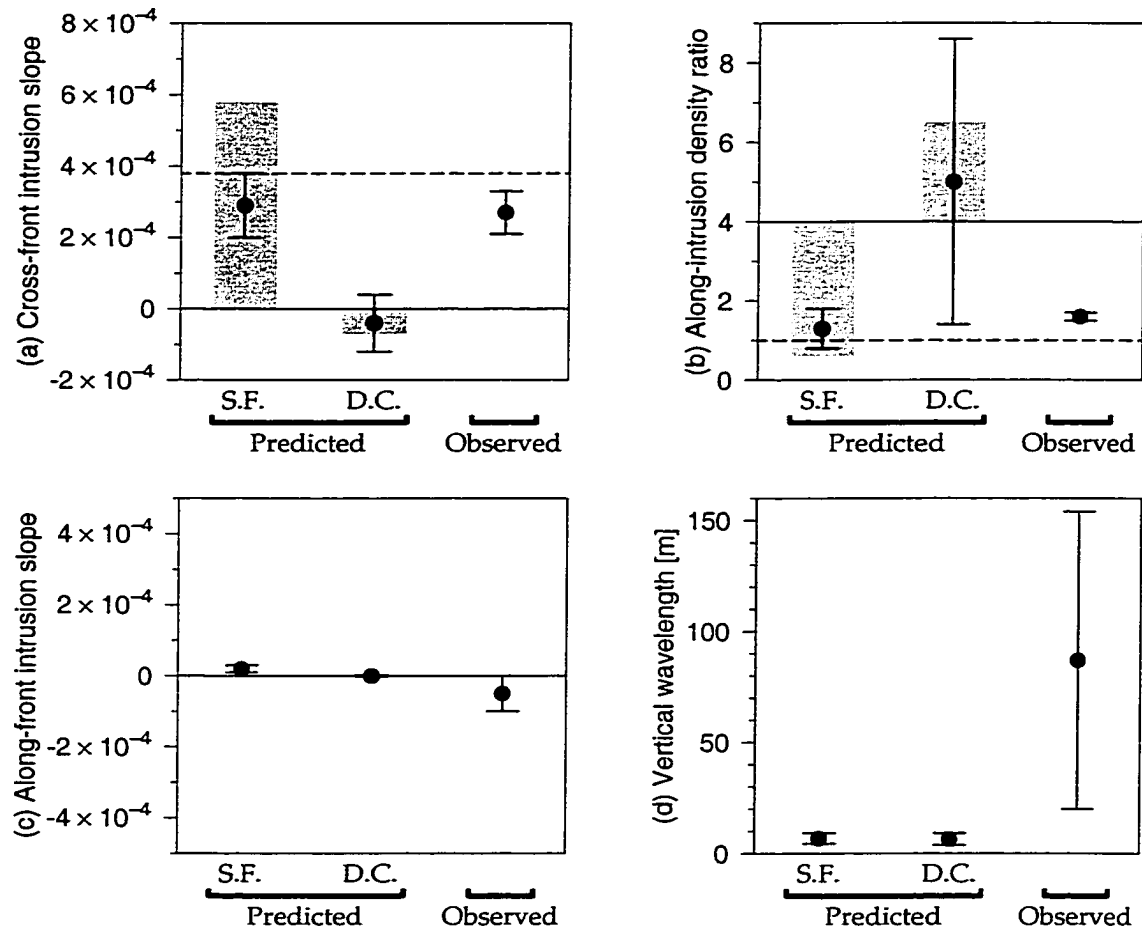 (a) Cross-front intrusion slope
8 × 10⁻⁴
6 × 10⁻⁴
4 × 10⁻⁴
2 × 10⁻⁴
0
-2 × 10⁻⁴
S.F. D.C.
Predicted Observed
(b) Along-intrusion density ratio
8
6
4
2
0
S.F. D.C.
Predicted Observed
(c) Along-front intrusion slope
4 × 10⁻⁴
2 × 10⁻⁴
0
-2 × 10⁻⁴
-4 × 10⁻⁴
S.F. D.C.
Predicted Observed
(d) Vertical wavelength [m]
150
100
50
0
S.F. D.C.
Predicted Observed